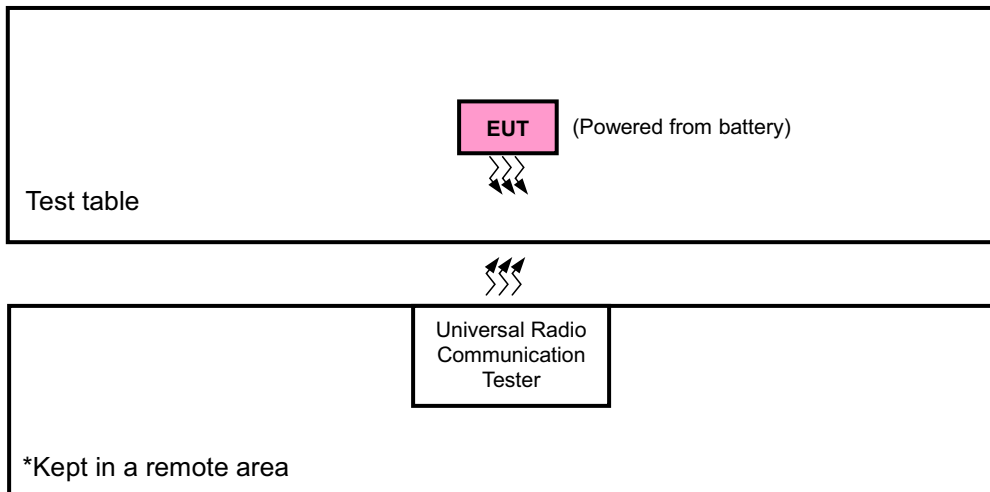 EUT
(Powered from battery)
Test table
Universal Radio
Communication
Tester
*Kept in a remote area